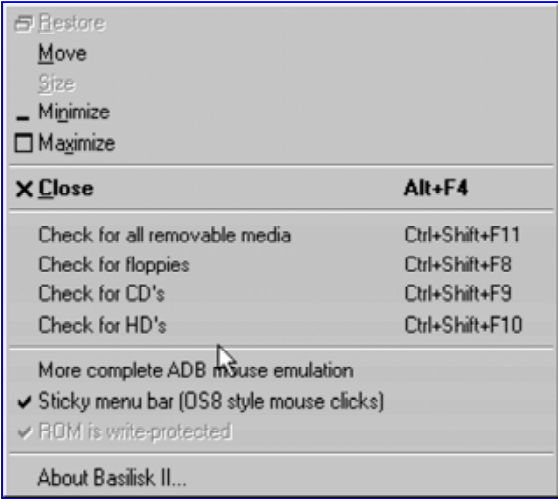 Restore
Move
Size
Minimize
Maximize
Close Alt+F4
Check for all removable media Ctrl+Shift+F11
Check for floppies Ctrl+Shift+F8
Check for CD's Ctrl+Shift+F9
Check for HD's Ctrl+Shift+F10
More complete ADB mouse emulation
Sticky menu bar (OS8 style mouse clicks)
ROM is write-protected
About Basilisk II...